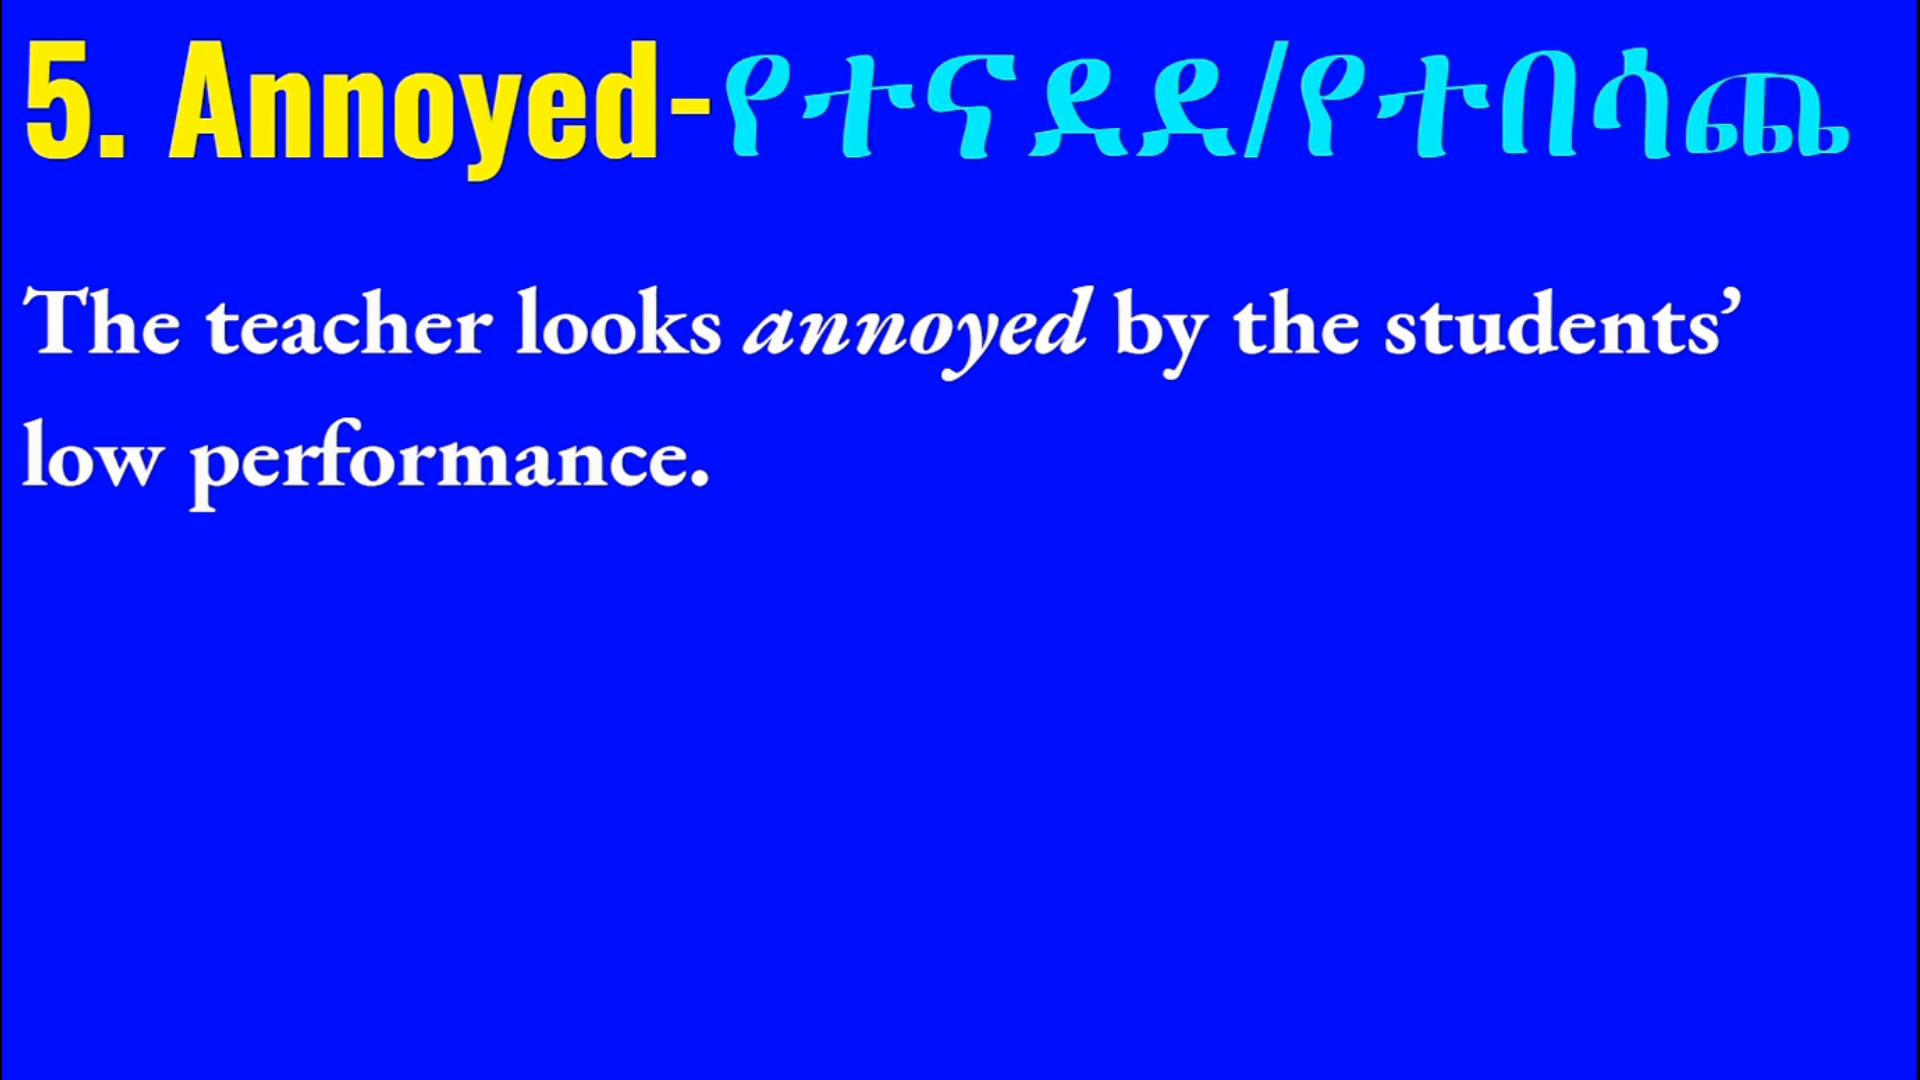 5. Annoyed-የተናደደ/የተበሳጨ
The teacher looks annoyed by the students’
low performance.